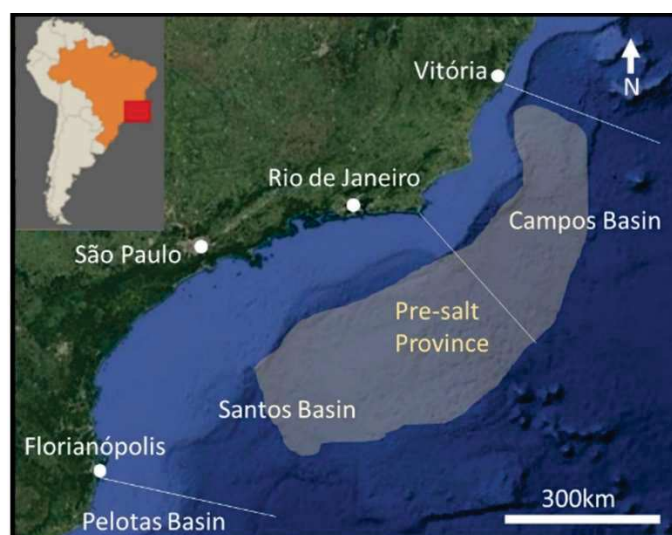 Vitória
N
Rio de Janeiro
Campos Basin
São Paulo
Pre-salt
Province
Santos Basin
Florianópolis
300km
Pelotas Basin